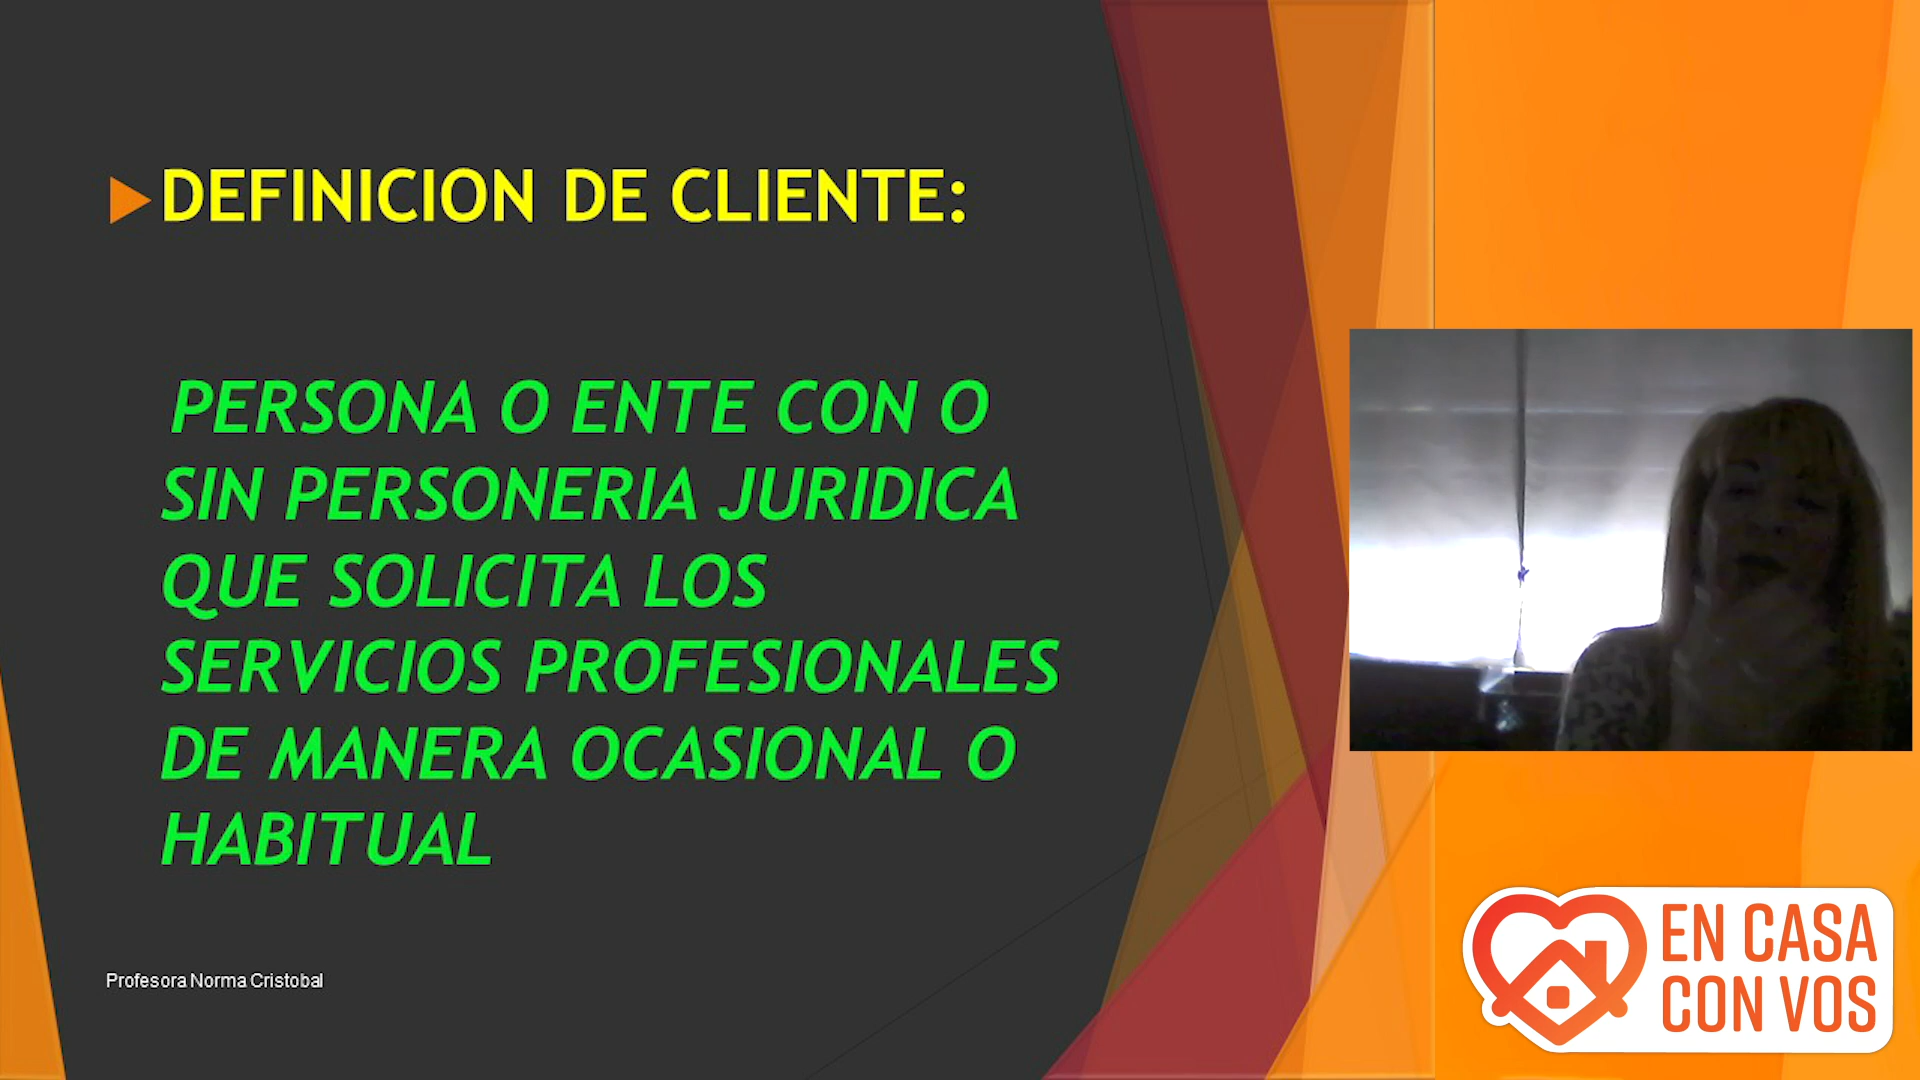 DEFINICION DE CLIENTE:
PERSONA O ENTE CON O
SIN PERSONERIA JURIDICA
QUE SOLICITA LOS
SERVICIOS PROFESIONALES
DE MANERA OCASIONAL O
HABITUAL
Profesora Norma Cristobal
EN CASA
CON VOS